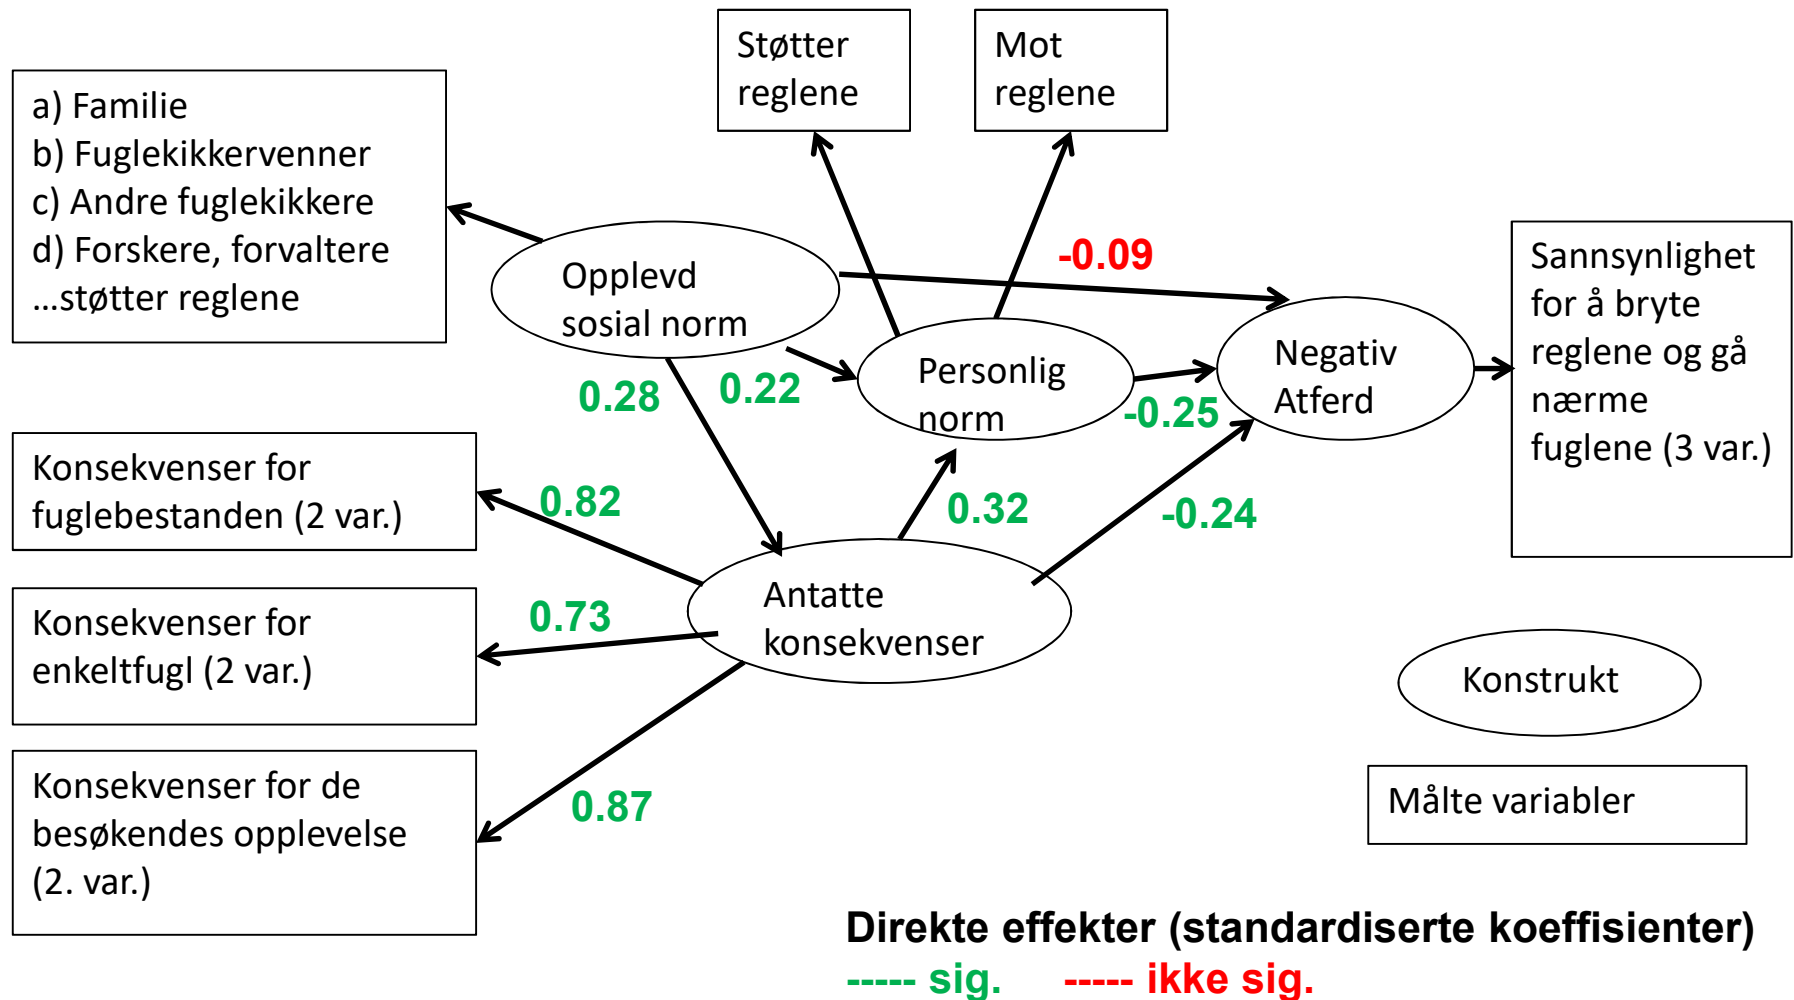 Støtter
reglene
Mot
reglene
a) Familie
b) Fuglekikkervenner
c) Andre fuglekikkere
d) Forskere, forvaltere
...støtter reglene
Opplevd
sosial norm
-0.09
Sannsynlighet
for å bryte
reglene og gå
nærme
fuglene (3 var.)
Personlig
norm
Negativ
Atferd
0.28
0.22
-0.25
Konsekvenser for
fuglebestanden (2 var.)
0.82
0.32
-0.24
Antatte
konsekvenser
Konsekvenser for
enkeltfugl (2 var.)
0.73
Konstrukt
Konsekvenser for de
besøkendes opplevelse
(2. var.)
0.87
Målte variabler
Direkte effekter (standardiserte koeffisienter)
----- sig. ----- ikke sig.